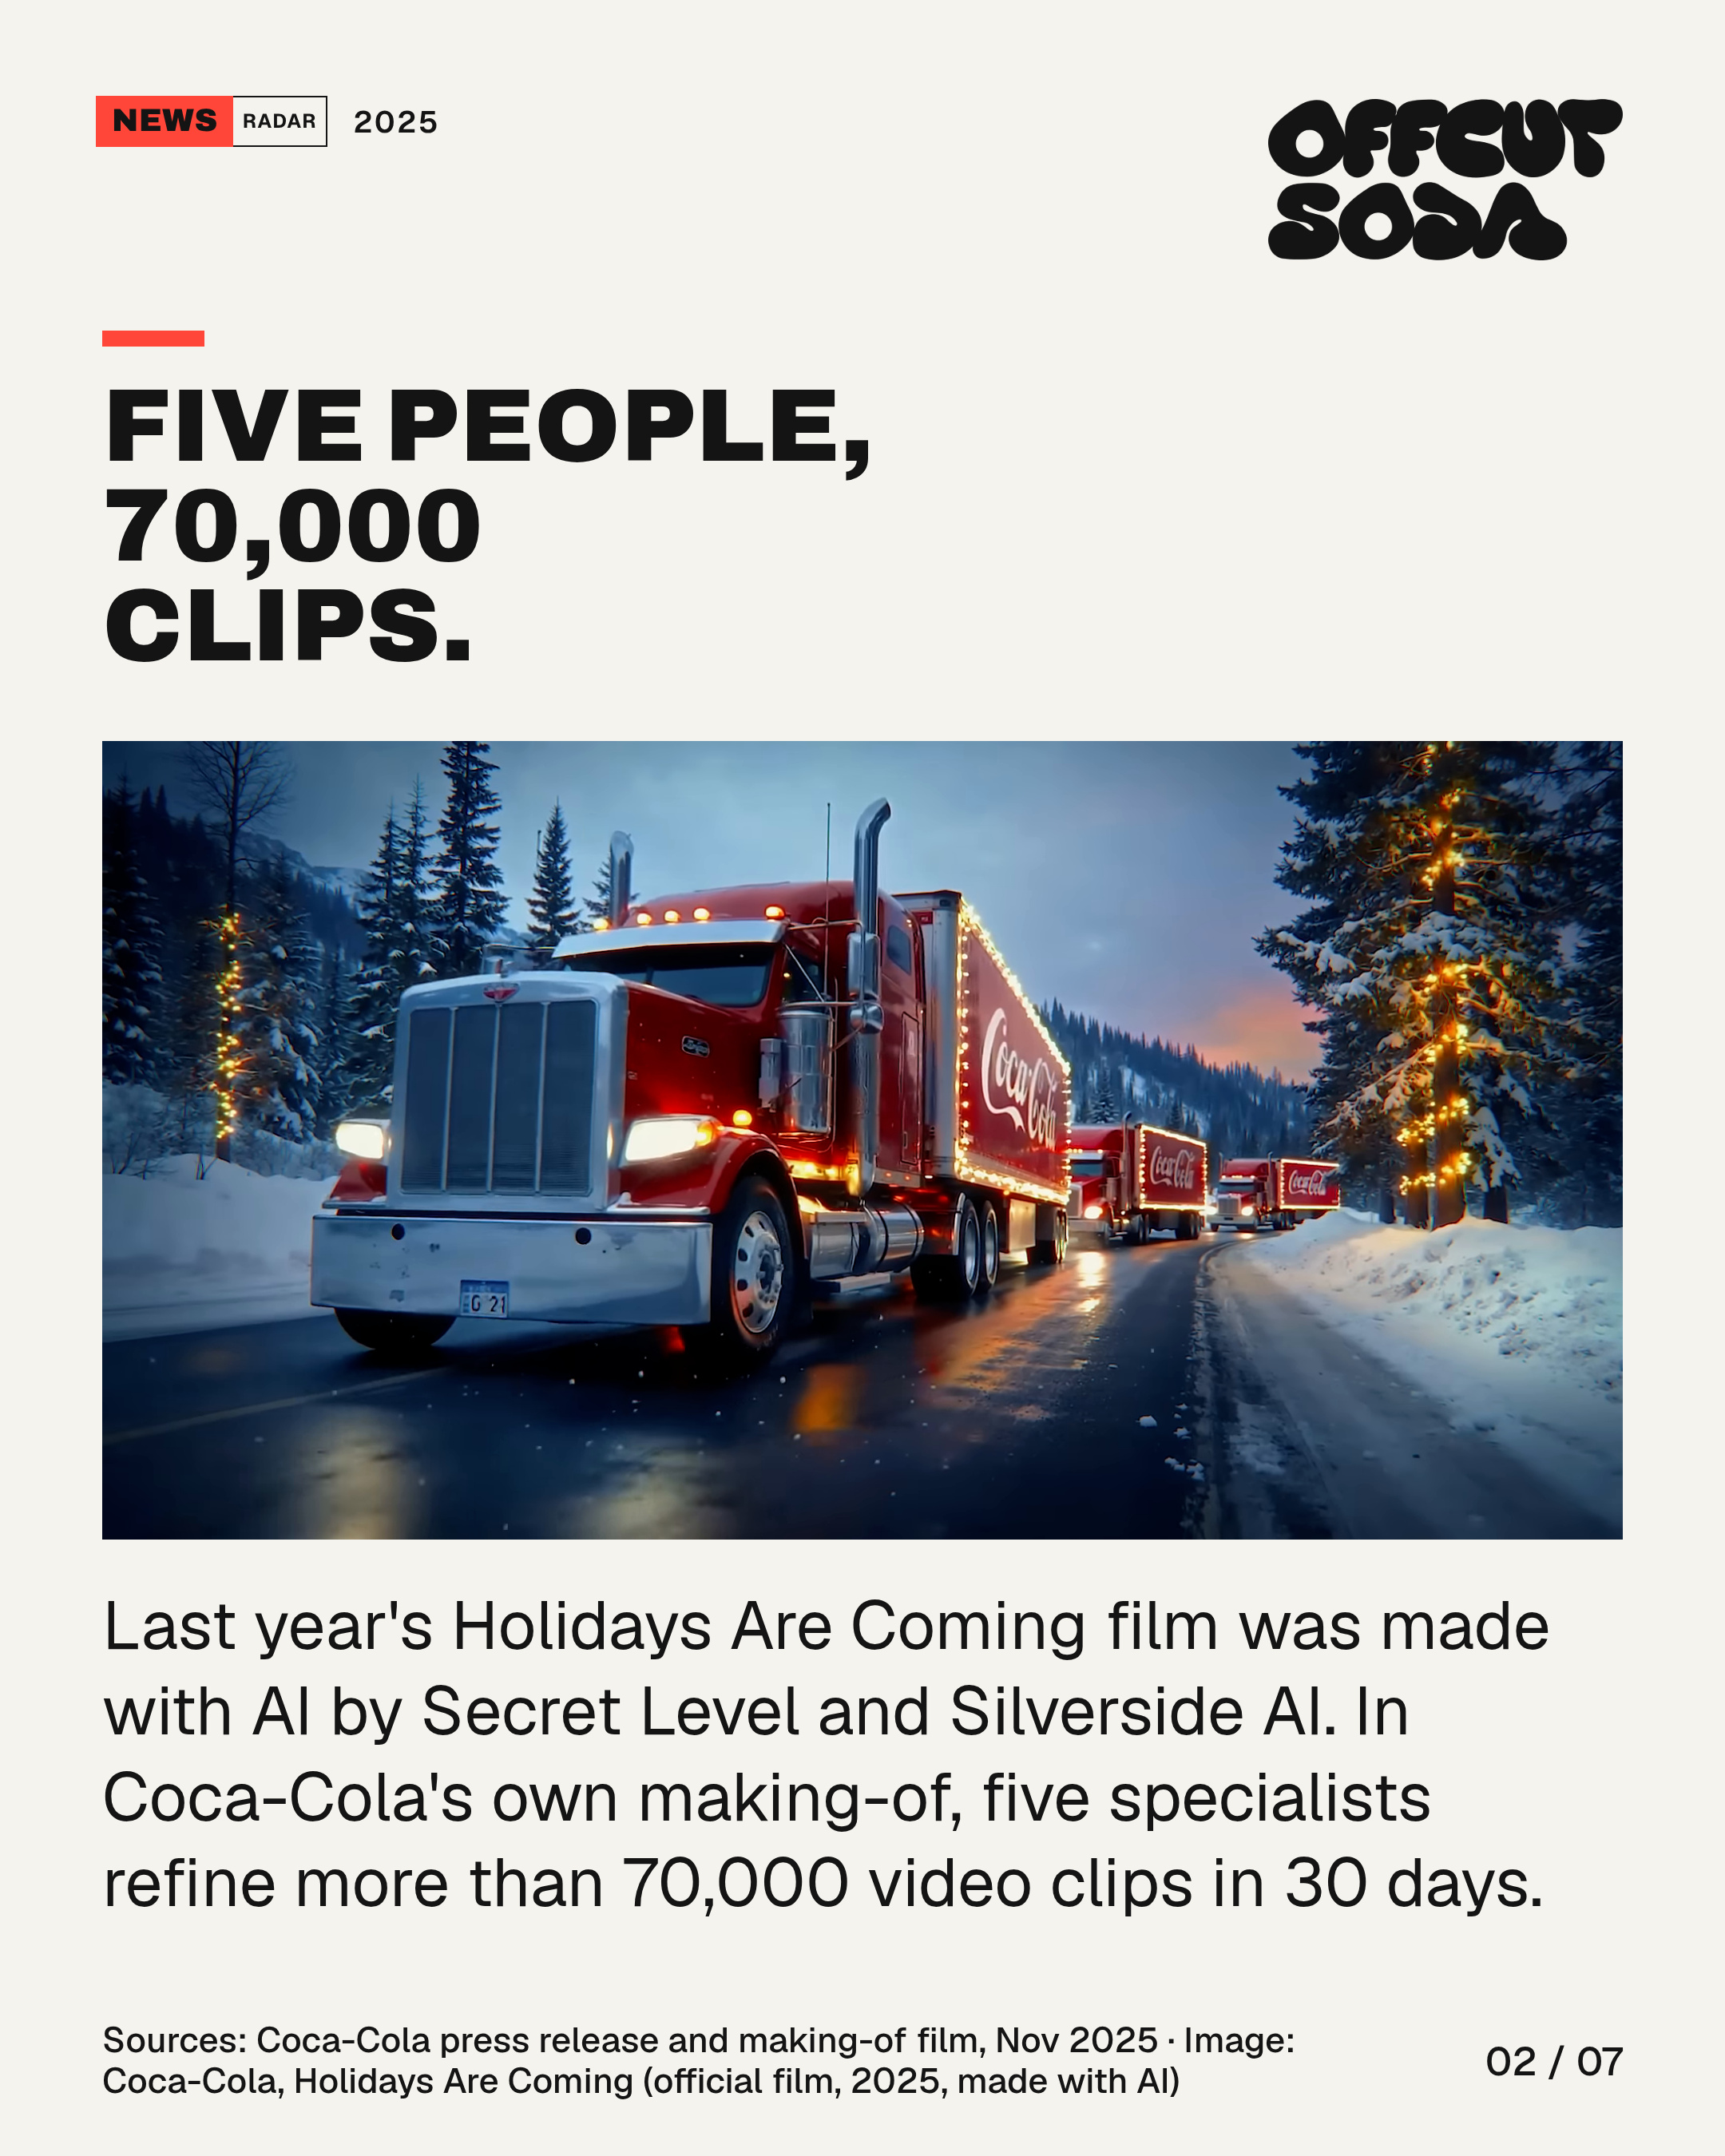 NEWS RADAR 2025
OFFCUT
SODA
FIVE PEOPLE,
70,000
CLIPS.
Coca-Cola
Coca-Cola
Coca-Cola
G 21
Last year's Holidays Are Coming film was made
with AI by Secret Level and Silverside AI. In
Coca-Cola's own making-of, five specialists
refine more than 70,000 video clips in 30 days.
Sources: Coca-Cola press release and making-of film, Nov 2025 · Image:
Coca-Cola, Holidays Are Coming (official film, 2025, made with AI)
02 / 07